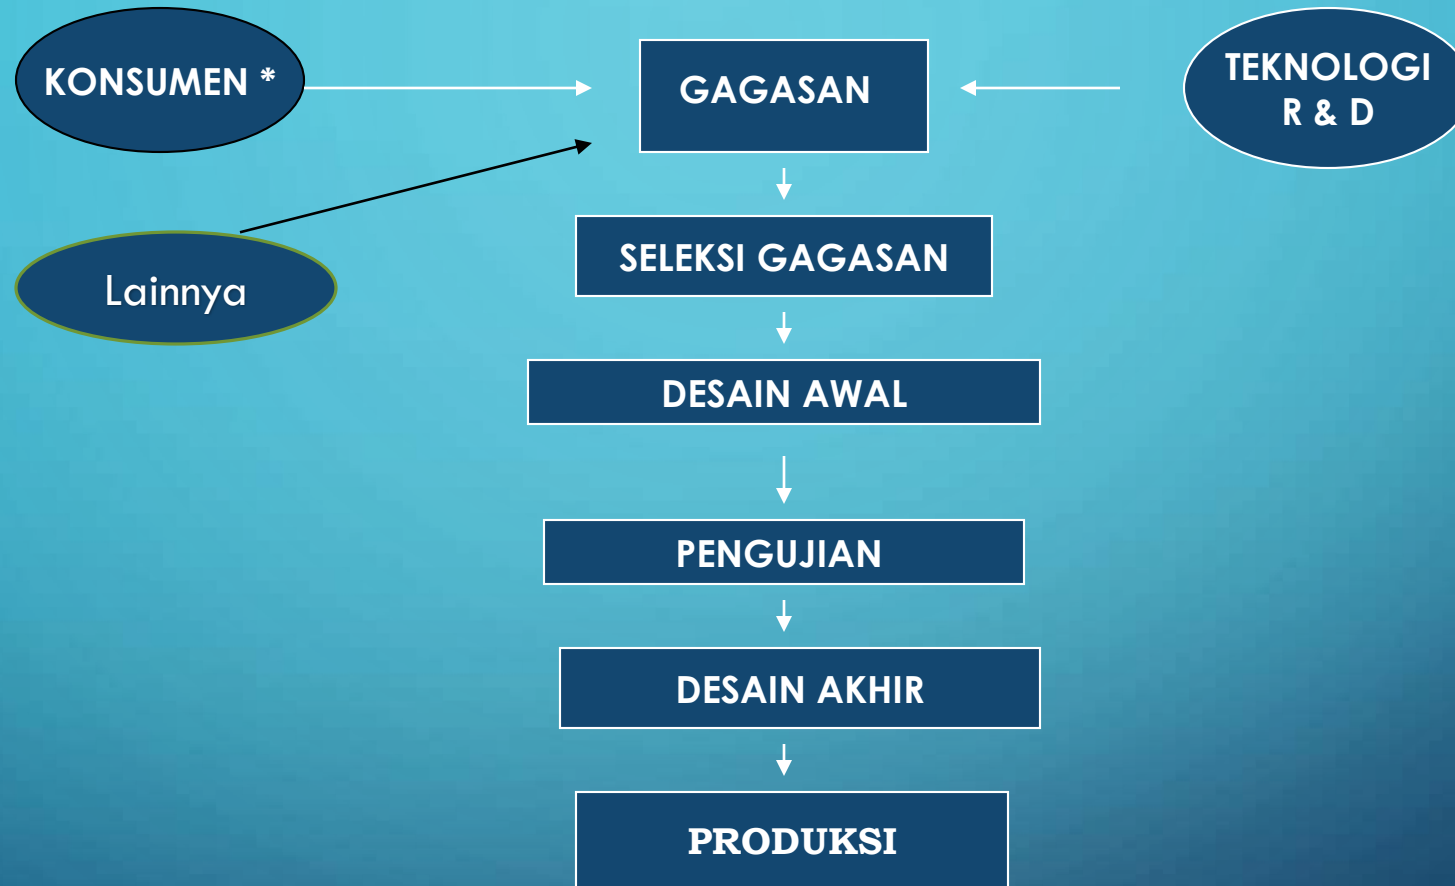 KONSUMEN *
GAGASAN
TEKNOLOGI
R & D
Lainnya
SELEKSI GAGASAN
DESAIN AWAL
PENGUJIAN
DESAIN AKHIR
PRODUKSI